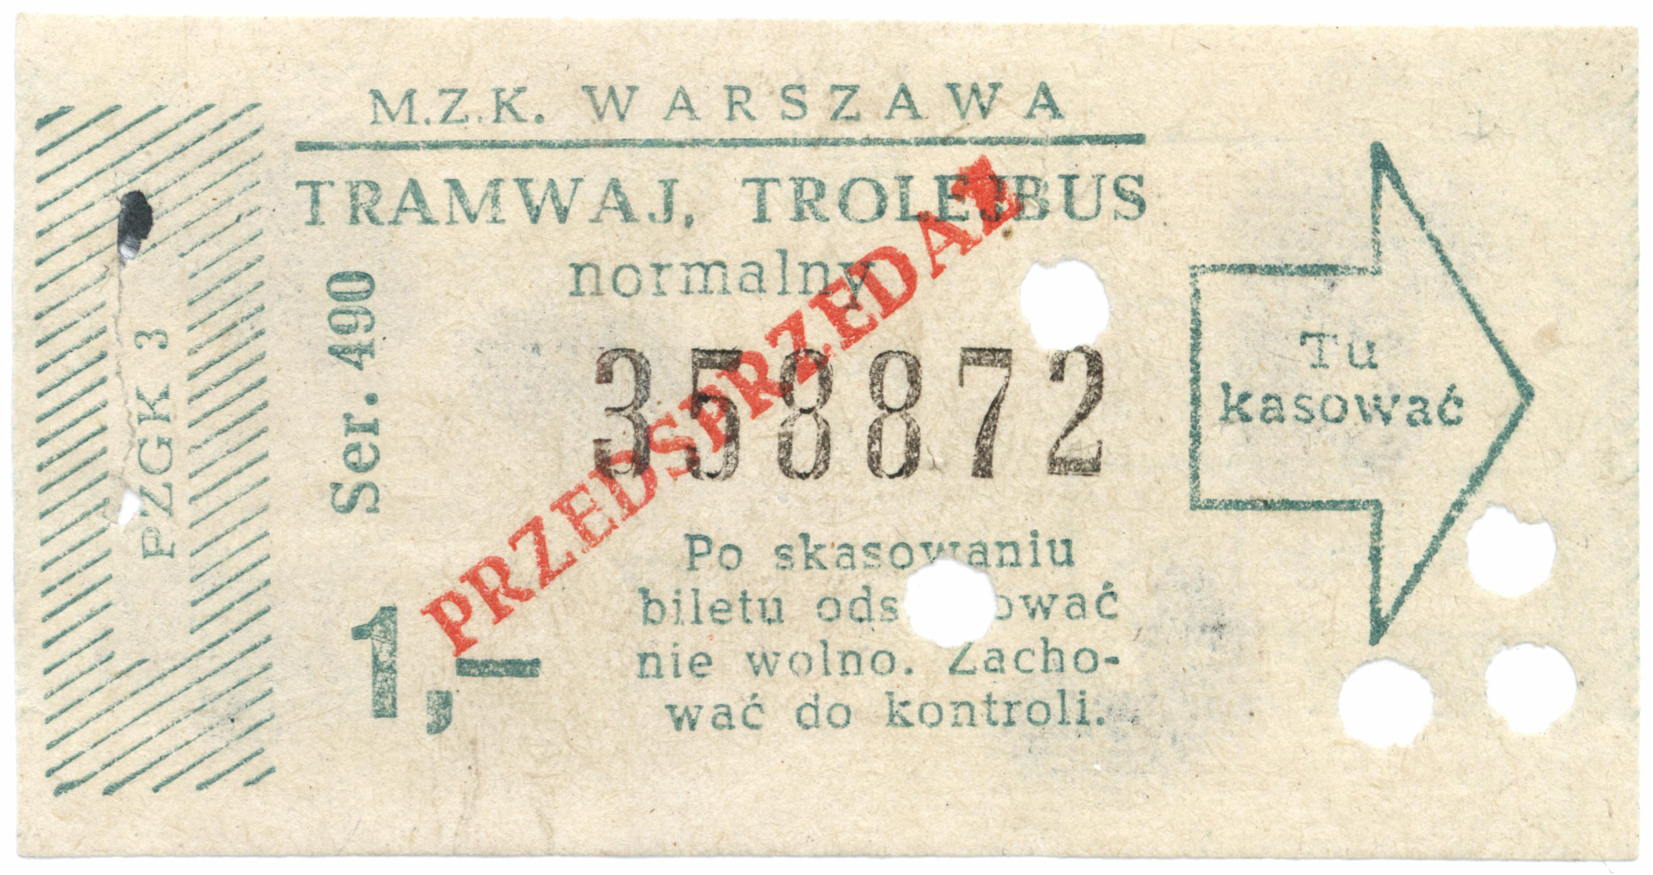 M.Z.K. WARSZAWA
TRAMWAJ, TROLEJBUS
normalny
PRZEDSPRZEDAŻ
358872
Ser. 490
PZGK 3
1,—
Po skasowaniu
biletu
nie wolno. Zacho-
wać do kontroli.
Tu
kasować